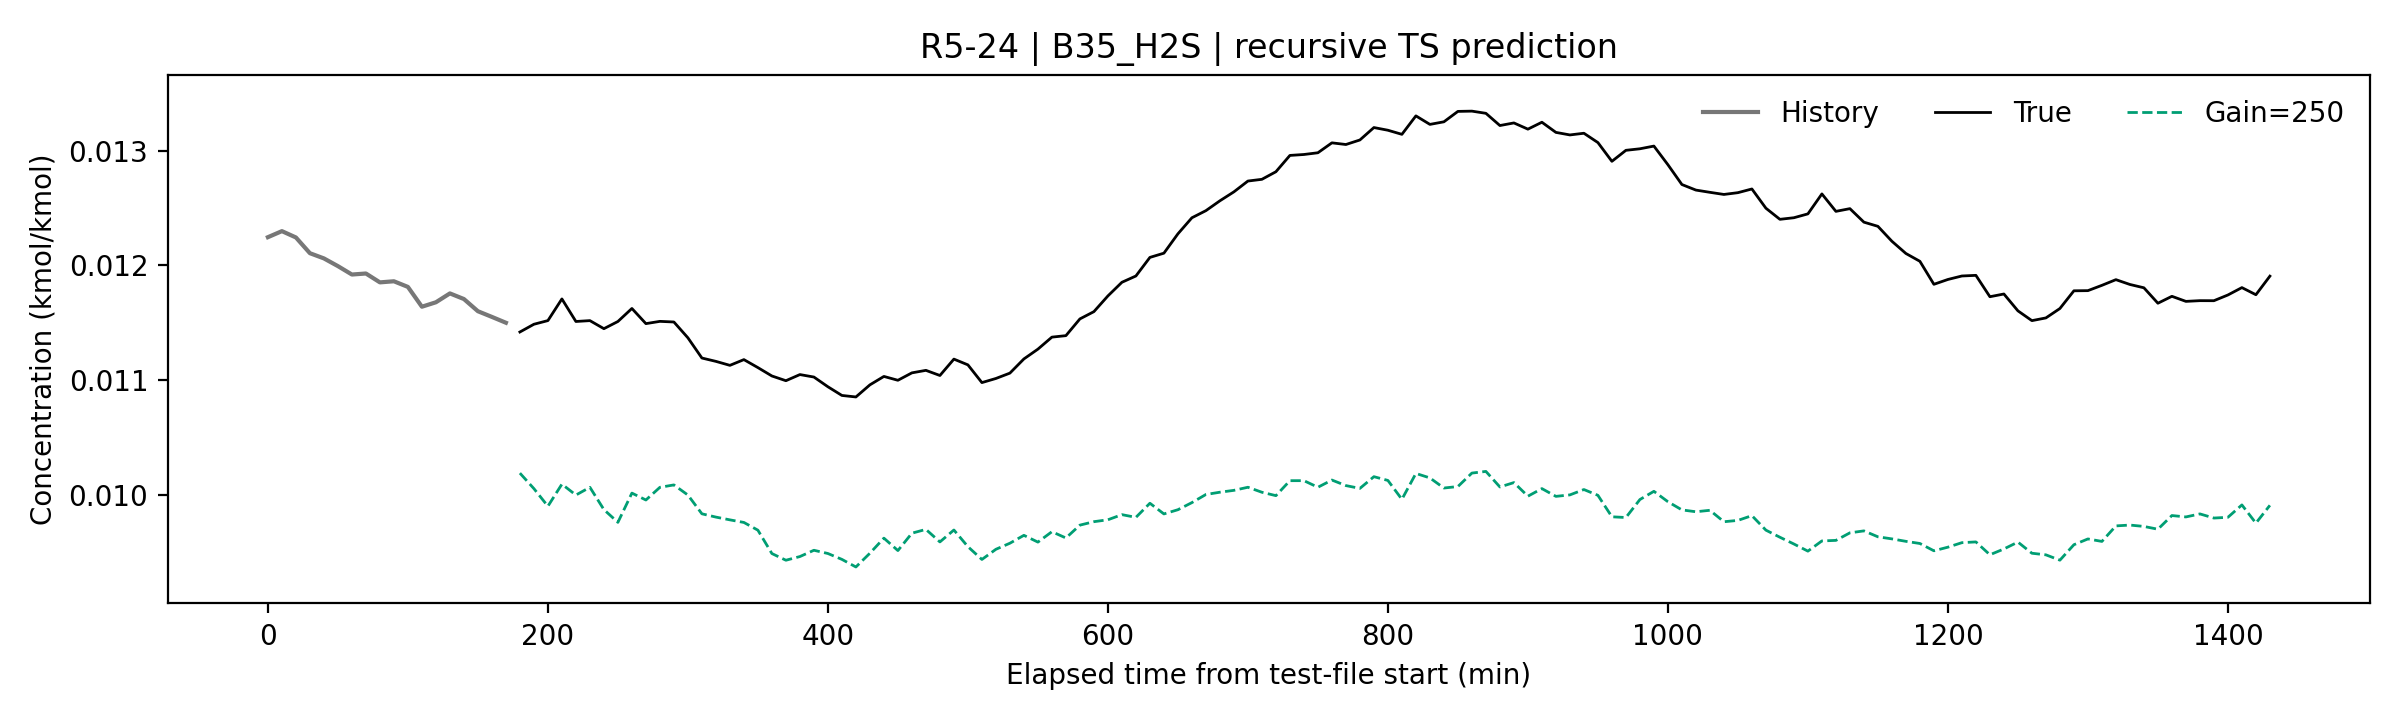 R5-24 | B35_H2S | recursive TS prediction
History True Gain=250
Concentration (kmol/kmol)
0.013
0.012
0.011
0.010
0 200 400 600 800 1000 1200 1400
Elapsed time from test-file start (min)